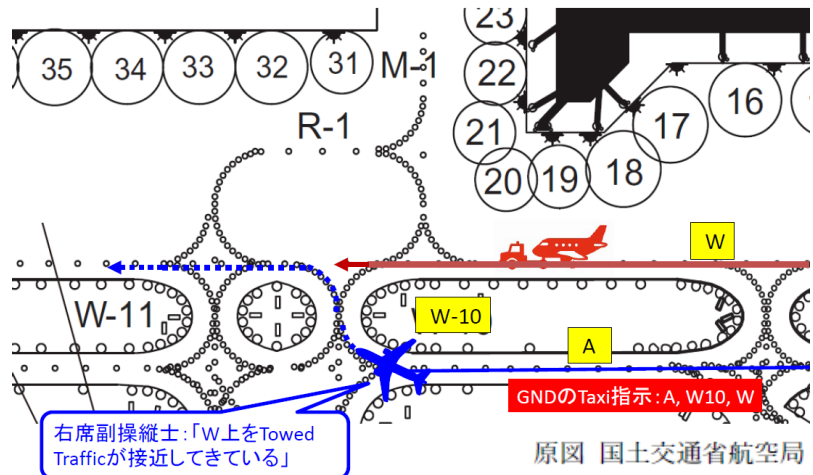 23
35 34 33 32 31 M-1
22
16
17
R-1
21
20 19 18
W
W-11
W-10
A
GNDのTaxi指示：A, W10, W
右席副操縦士：「W上をTowed
Trafficが接近してきている」
原図 国土交通省航空局